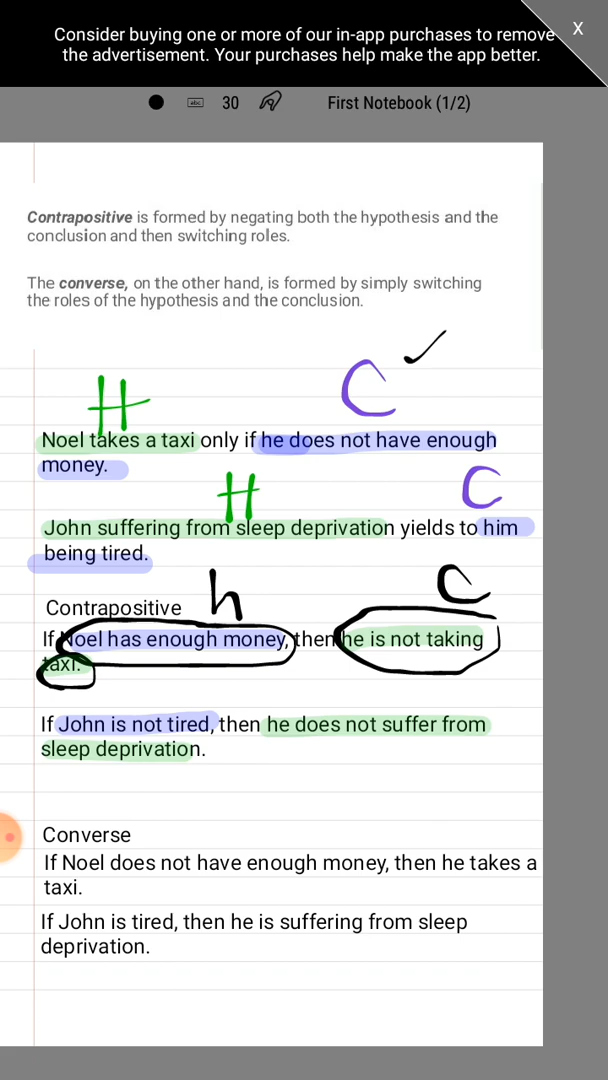 Consider buying one or more of our in-app purchases to remove
the advertisement. Your purchases help make the app better.
X
abc 30 First Notebook (1/2)
Contrapositive is formed by negating both the hypothesis and the
conclusion and then switching roles.
The converse, on the other hand, is formed by simply switching
the roles of the hypothesis and the conclusion.
H C
Noel takes a taxi only if he does not have enough
money.
H C
John suffering from sleep deprivation yields to him
being tired.
h C
Contrapositive
If Noel has enough money, then he is not taking
taxi.
If John is not tired, then he does not suffer from
sleep deprivation.
Converse
If Noel does not have enough money, then he takes a
taxi.
If John is tired, then he is suffering from sleep
deprivation.